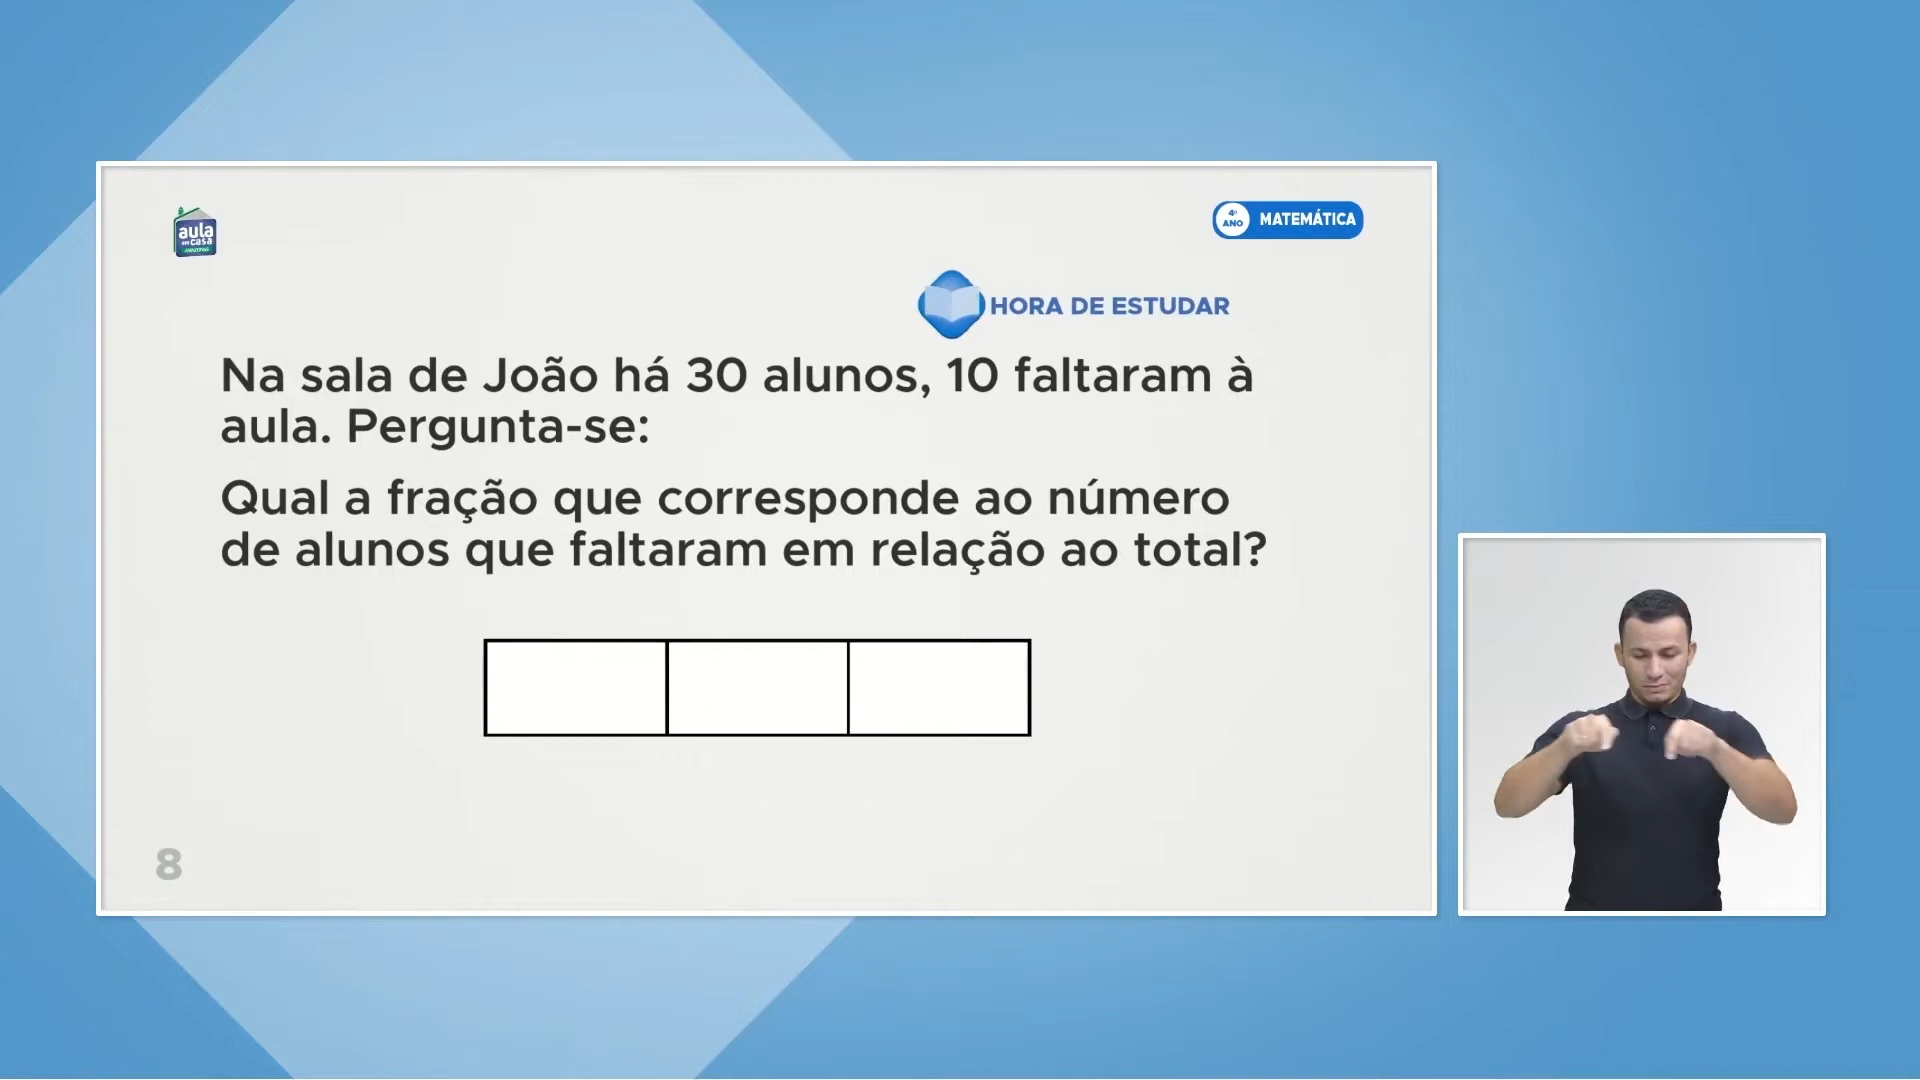 aula
em casa
AMAZONAS
4º
ANO
MATEMÁTICA
HORA DE ESTUDAR
Na sala de João há 30 alunos, 10 faltaram à
aula. Pergunta-se:
Qual a fração que corresponde ao número
de alunos que faltaram em relação ao total?
8